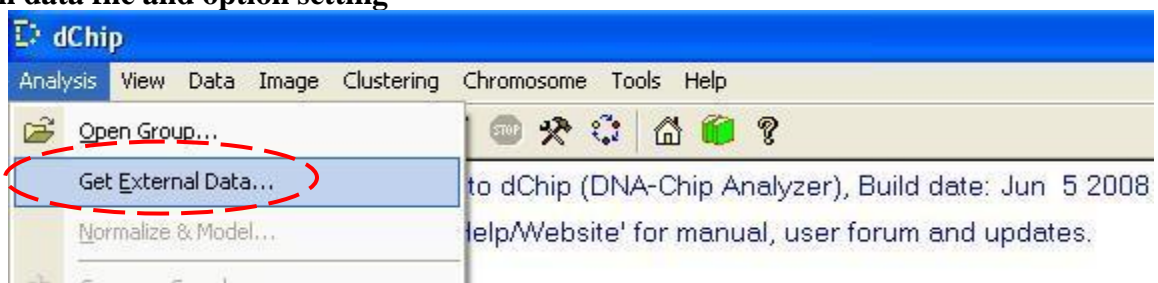 data file and option setting
dChip
Analysis View Data Image Clustering Chromosome Tools Help
Open Group...
STOP
Get External Data...
to dChip (DNA-Chip Analyzer), Build date: Jun 5 2008
Normalize & Model...
Help/Website' for manual, user forum and updates.